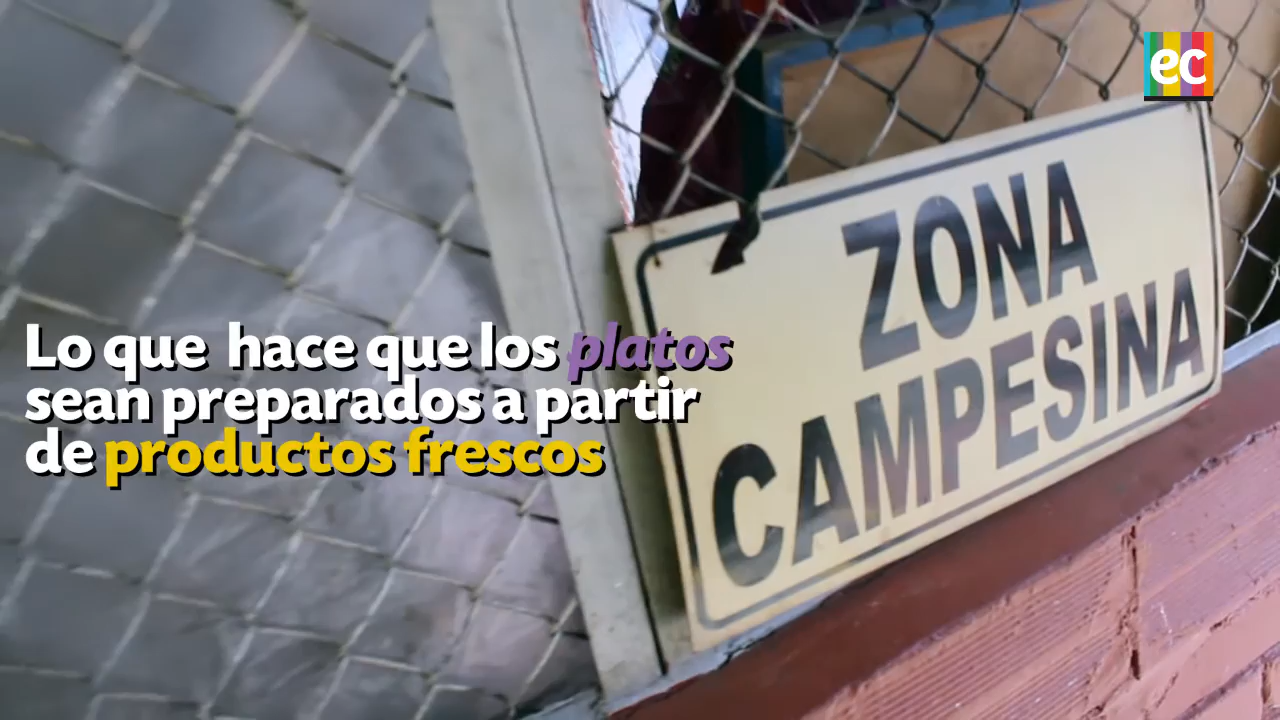 ec
ZONA
CAMPESINA
Lo que hace que los platos
sean preparados a partir
de productos frescos